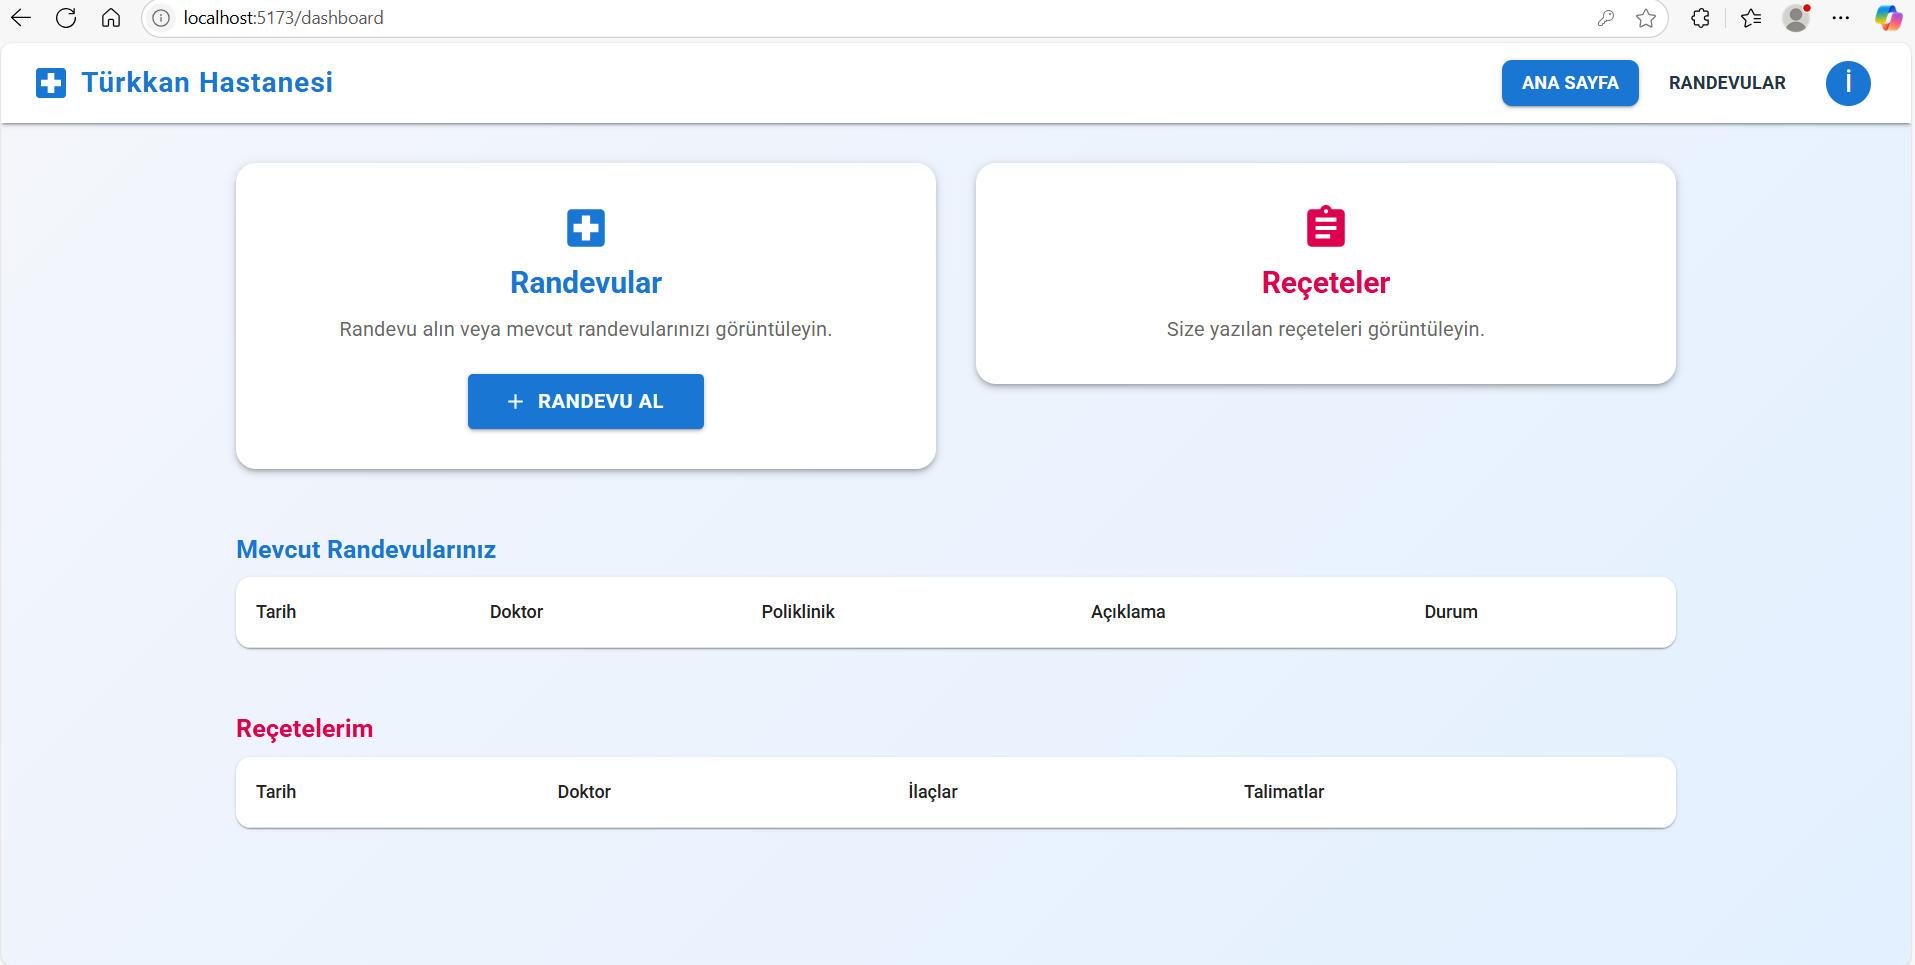 localhost:5173/dashboard
Türkkan Hastanesi
ANA SAYFA
RANDEVULAR
İ
Randevular
Randevu alın veya mevcut randevularınızı görüntüleyin.
+ RANDEVU AL
Reçeteler
Size yazılan reçeteleri görüntüleyin.
Mevcut Randevularınız
Tarih Doktor Poliklinik Açıklama Durum
Reçetelerim
Tarih Doktor İlaçlar Talimatlar